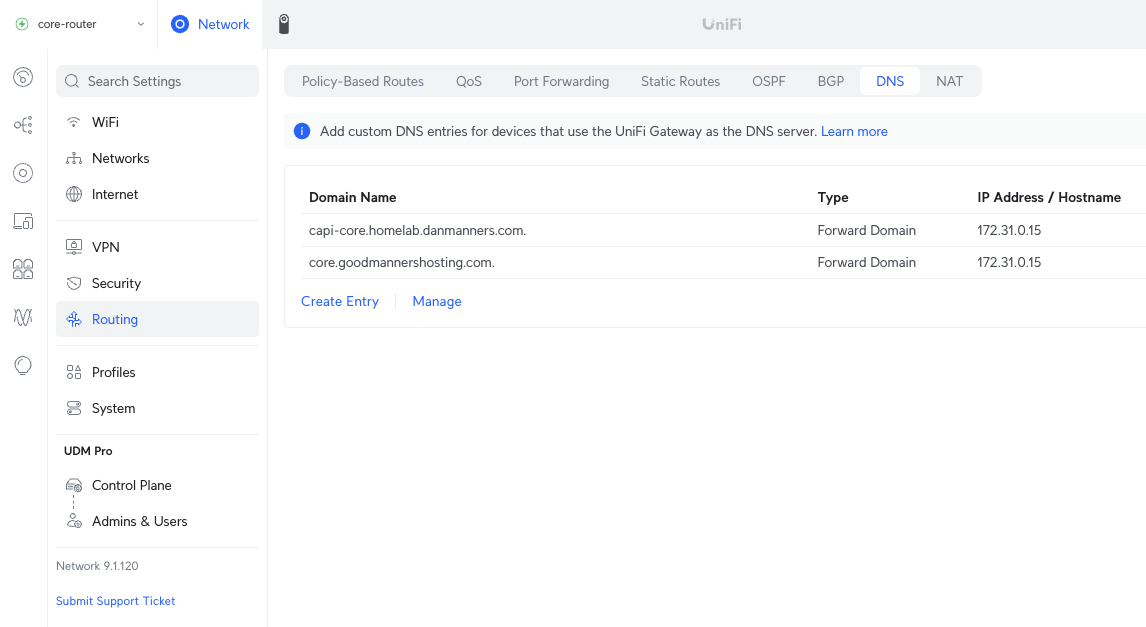 core-router
Network
UniFi
Search Settings
WiFi
Networks
Internet
VPN
Security
Routing
Profiles
System
UDM Pro
Control Plane
Admins & Users
Network 9.1.120
Submit Support Ticket
Policy-Based Routes QoS Port Forwarding Static Routes OSPF BGP DNS NAT
Add custom DNS entries for devices that use the UniFi Gateway as the DNS server. Learn more
Domain Name Type IP Address / Hostname
capi-core.homelab.danmanners.com. Forward Domain 172.31.0.15
core.goodmannershosting.com. Forward Domain 172.31.0.15
Create Entry Manage